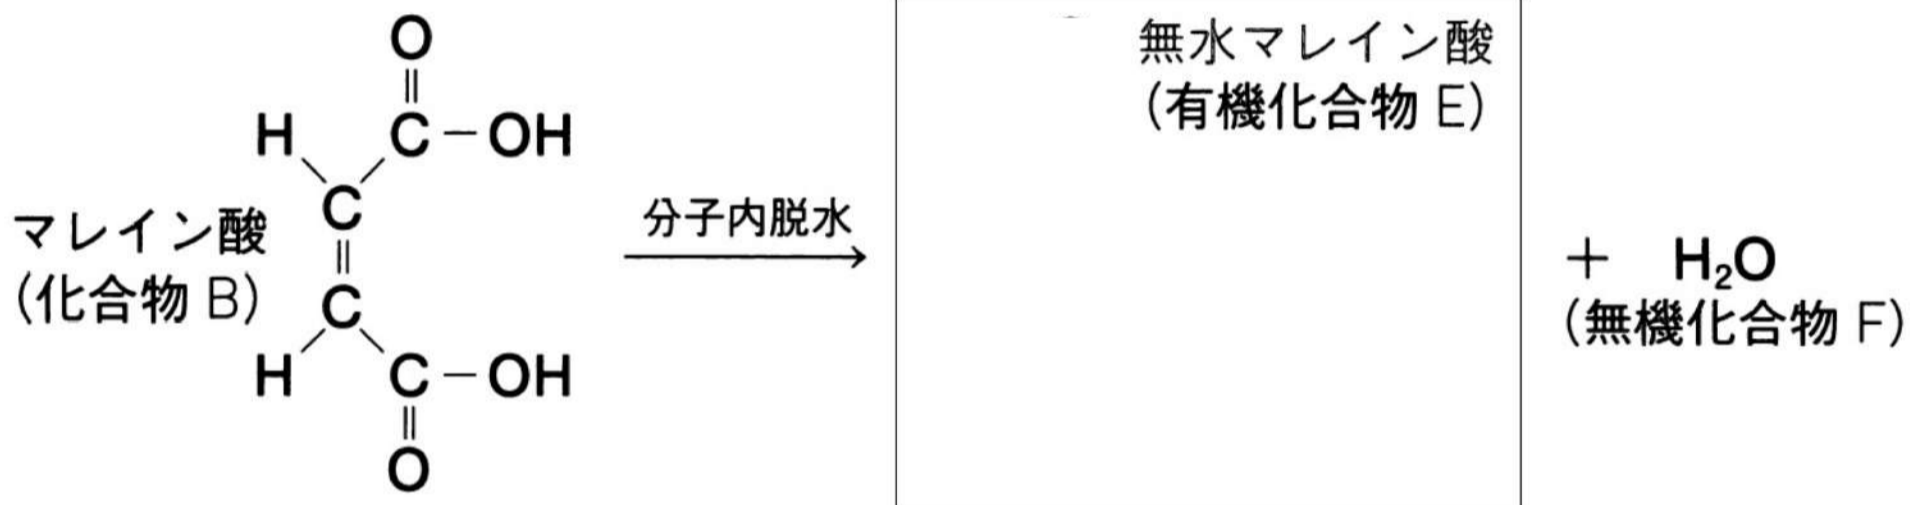 O
H
C-OH
C
マレイン酸
(化合物 B)
C
H
C-OH
O
分子内脱水
無水マレイン酸
(有機化合物 E)
+ H₂O
(無機化合物 F)